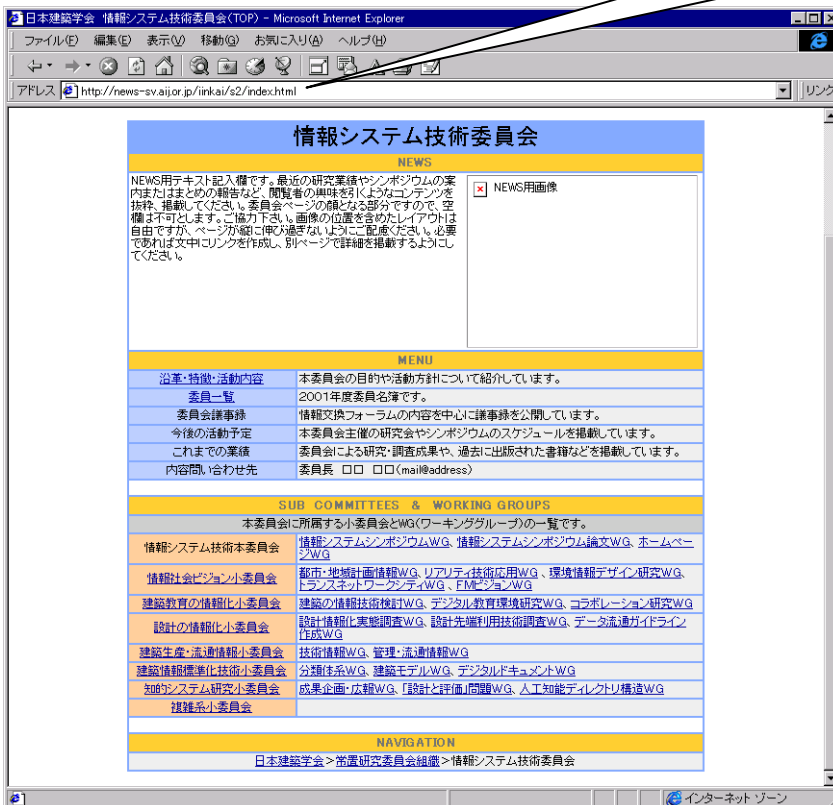 日本建築学会 情報システム技術委員会(TOP) - Microsoft Internet Explorer
ファイル(F) 編集(E) 表示(V) 移動(G) お気に入り(A) ヘルプ(H)
アドレス http://news-sv.aij.or.jp/iinkai/s2/index.html リンク
情報システム技術委員会
NEWS
NEWS用テキスト記入欄です。最近の研究業績やシンポジウムの案
内またはまとめの報告など、閲覧者の興味を引くようなコンテンツを
抜粋、掲載してください。委員会ページの顔となる部分ですので、空
欄は不可とします。ご協力下さい。画像の位置を含めたレイアウトは
自由ですが、ページが縦に伸び過ぎないようにご配慮ください。必要
であれば文中にリンクを作成し、別ページで詳細を掲載するようにし
てください。
NEWS用画像
MENU
沿革・特徴・活動内容 本委員会の目的や活動方針について紹介しています。
委員一覧 2001年度委員名簿です。
委員会議事録 情報交換フォーラムの内容を中心に議事録を公開しています。
今後の活動予定 本委員会主催の研究会やシンポジウムのスケジュールを掲載しています。
これまでの業績 委員会による研究・調査成果や、過去に出版された書籍などを掲載しています。
内容問い合わせ先 委員長 □□ □□(mail@address)
SUB COMMITTEES & WORKING GROUPS
本委員会に所属する小委員会とWG(ワーキンググループ)の一覧です。
情報システム技術本委員会 情報システムシンポジウムWG、情報システムシンポジウム論文WG、ホームペー
ジWG
情報社会ビジョン小委員会 都市・地域計画情報WG、リアリティ技術応用WG 、環境情報デザイン研究WG、
トランスネットワークシティWG 、FMビジョンWG
建築教育の情報化小委員会 建築の情報技術検討WG、デジタル教育環境研究WG、コラボレーション研究WG
設計の情報化小委員会 設計情報化実態調査WG、設計先端利用技術調査WG、データ流通ガイドライン
作成WG
建築生産・流通情報小委員会 技術情報WG、管理・流通情報WG
建築情報標準化技術小委員会 分類体系WG、建築モデルWG、デジタルドキュメントWG
知的システム研究小委員会 成果企画・広報WG、「設計と評価」問題WG、人工知能ディレクトリ構造WG
複雑系小委員会
NAVIGATION
日本建築学会>常置研究委員会組織>情報システム技術委員会
インターネット ゾーン